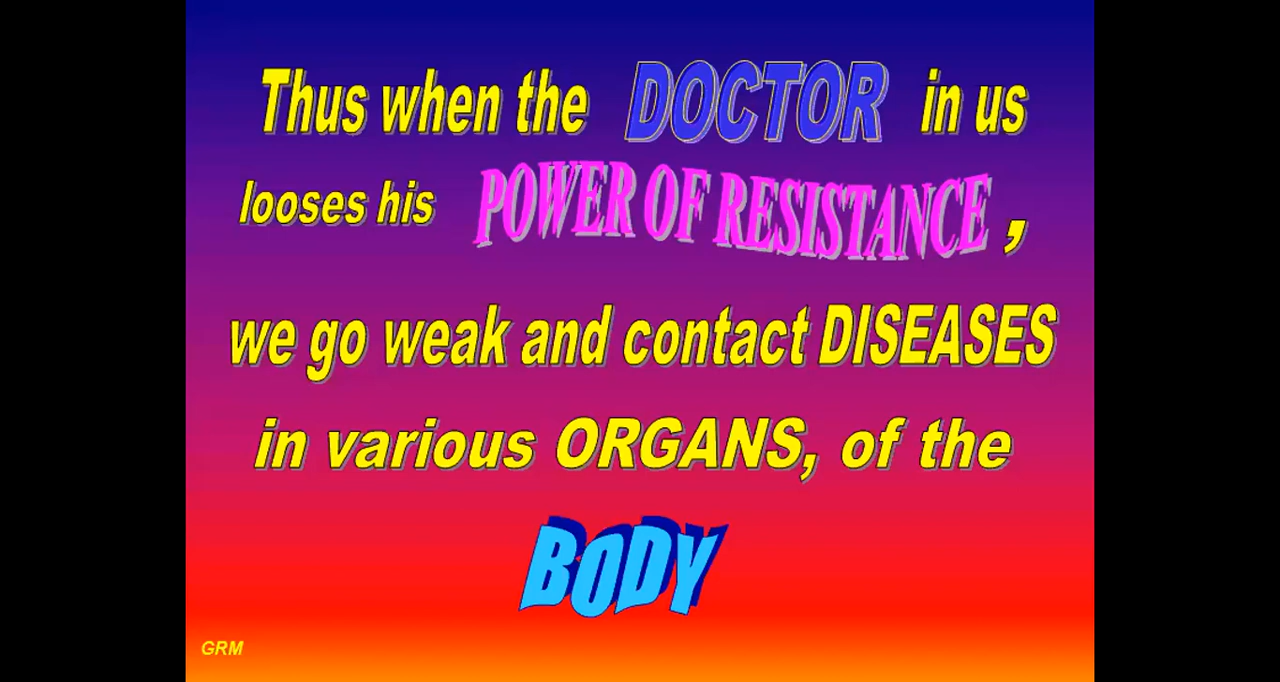 Thus when the DOCTOR in us
looses his POWER OF RESISTANCE ,
we go weak and contact DISEASES
in various ORGANS, of the
BODY
GRM